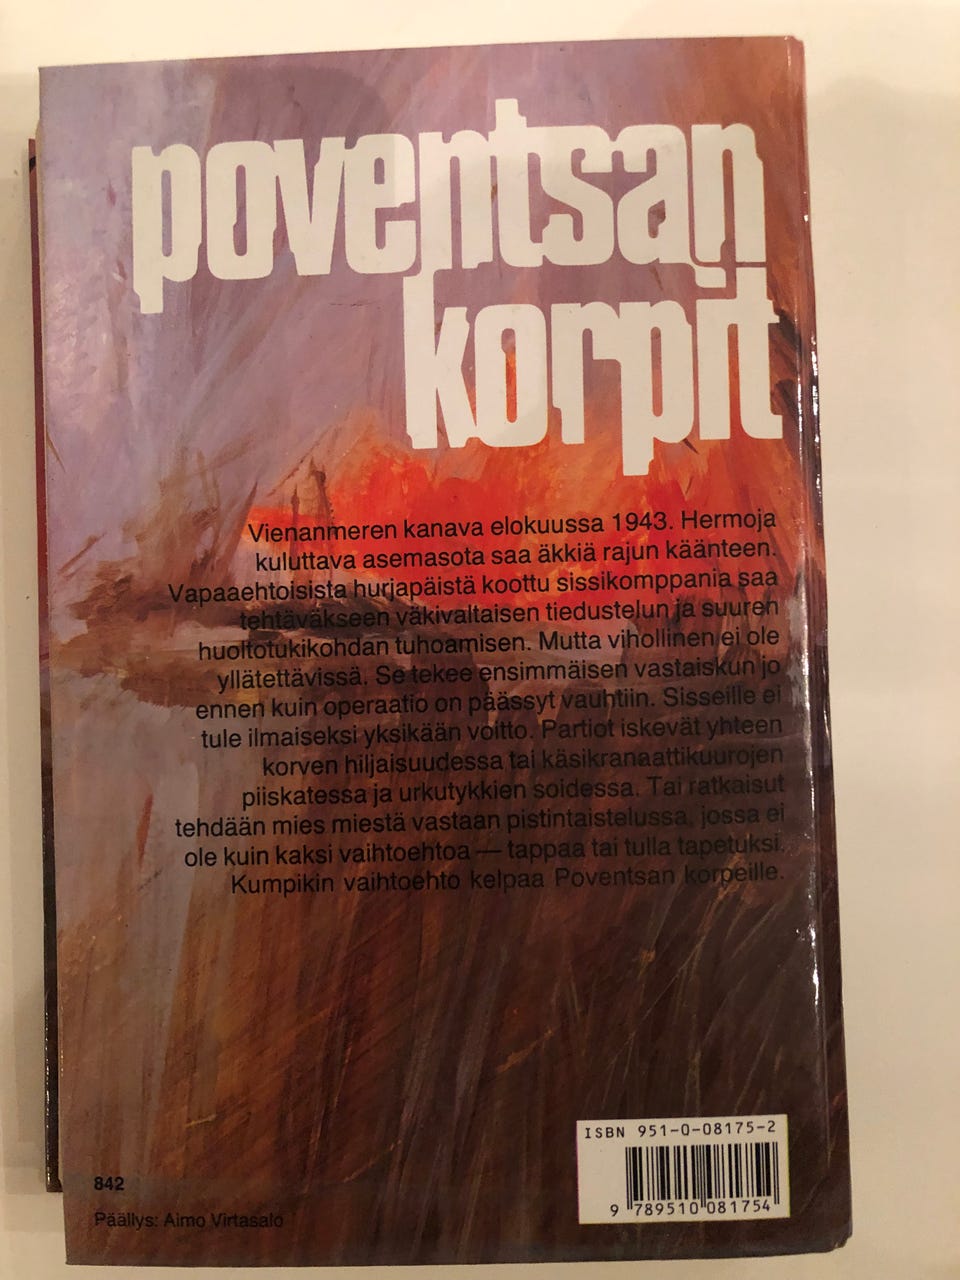 poventsan
korpit
Vienanmeren kanava elokuussa 1943. Hermoja
kuluttava asemasota saa äkkiä rajun käänteen.
Vapaaehtoisista hurjapäistä koottu sissikomppania saa
tehtäväkseen väkivaltaisen tiedustelun ja suuren
huoltotukikohdan tuhoamisen. Mutta vihollinen ei ole
yllätettävissä. Se tekee ensimmäisen vastaiskun jo
ennen kuin operaatio on päässyt vauhtiin. Sisseille ei
tule ilmaiseksi yksikään voitto. Partiot iskevät yhteen
korven hiljaisuudessa tai käsikranaattikuurojen
piiskatessa ja urkutykkien soidessa. Tai ratkaisut
tehdään mies miestä vastaan pistintaistelussa, jossa ei
ole kuin kaksi vaihtoehtoa — tappaa tai tulla tapetuksi.
Kumpikin vaihtoehto kelpaa Poventsan korpeille.
ISBN 951-0-08175-2
9 789510 081754
842
Päällys: Aimo Virtasalo